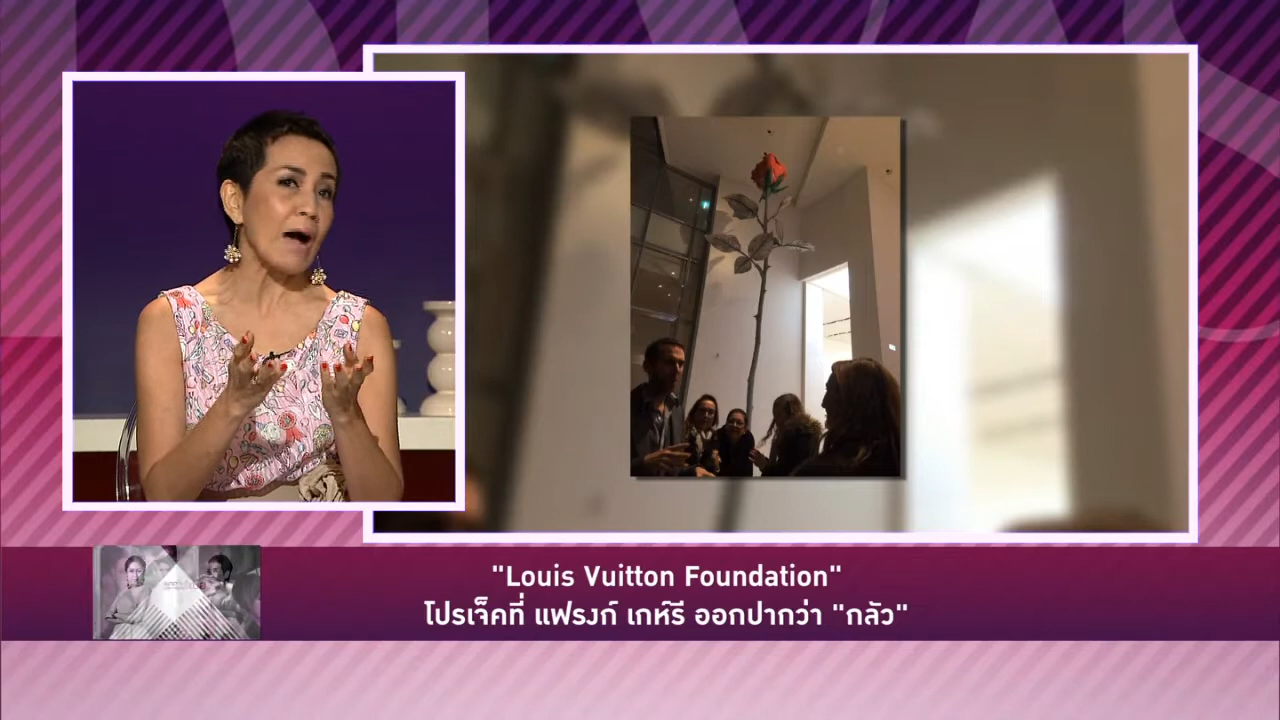 "Louis Vuitton Foundation"
โปรเจ็คที่ แฟรงก์ เกห์รี ออกปากว่า "กลัว"